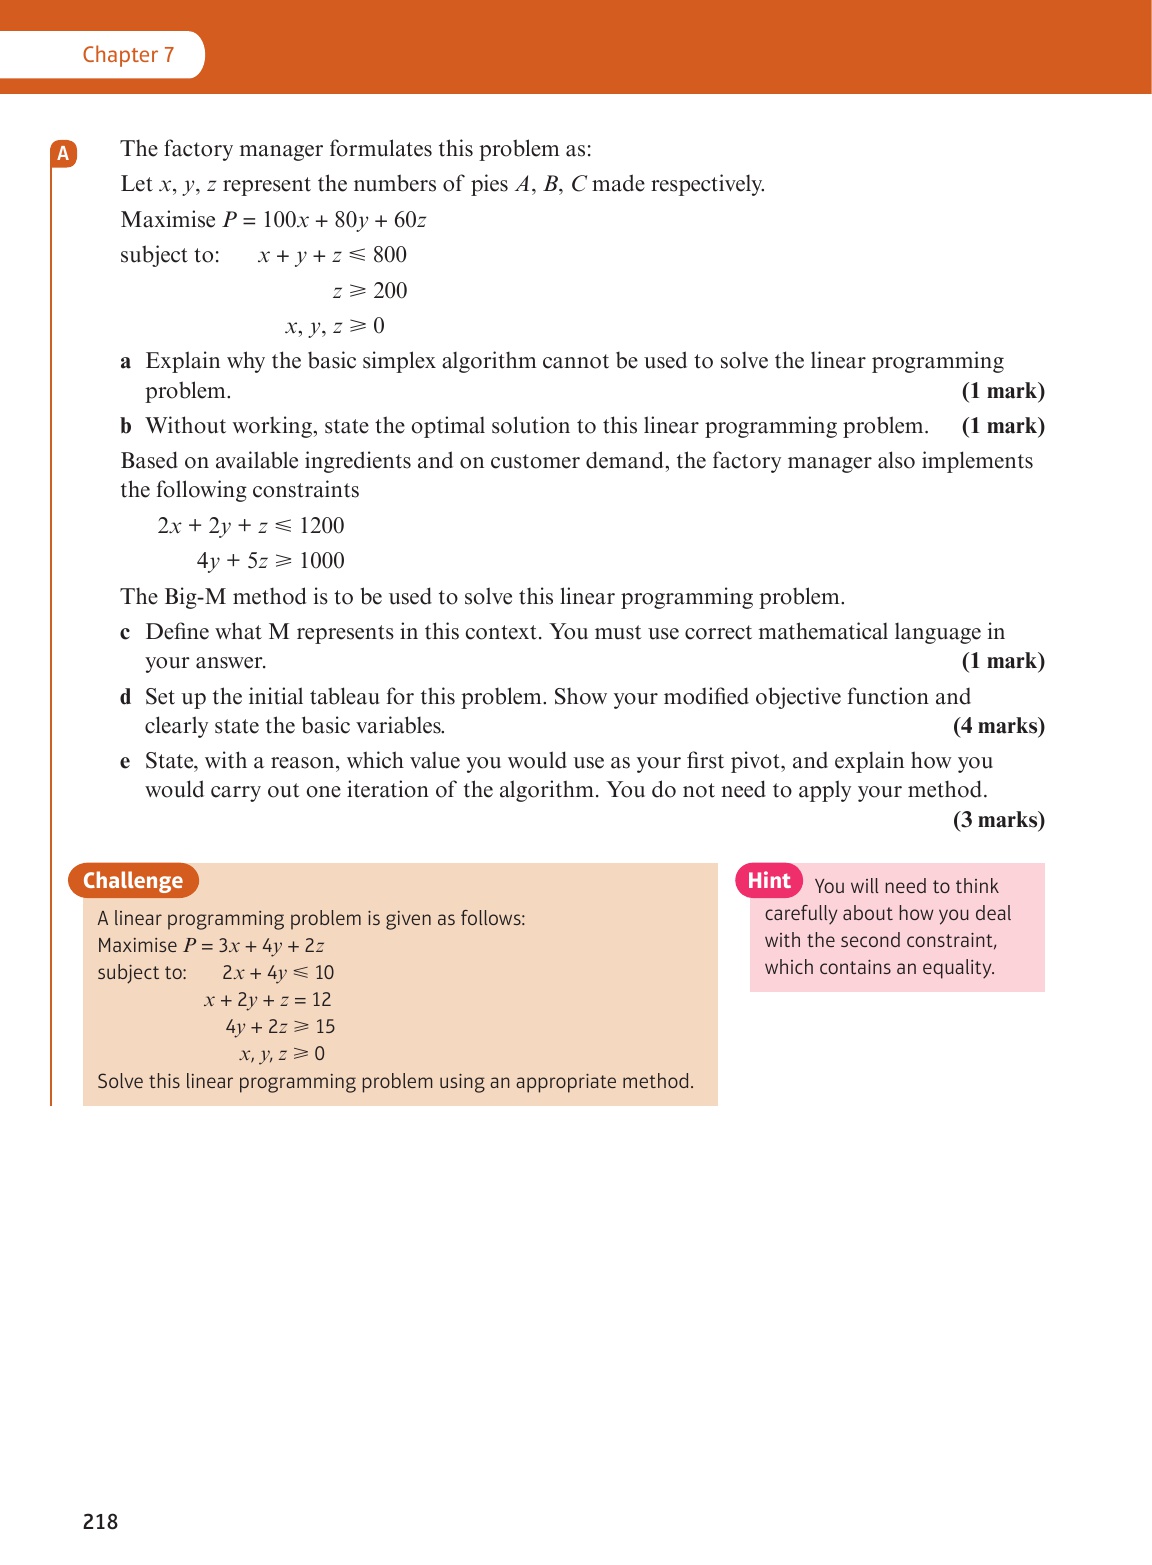 Chapter 7
A
The factory manager formulates this problem as:
Let x, y, z represent the numbers of pies A, B, C made respectively.
Maximise P = 100x + 80y + 60z
subject to: x + y + z ⩽ 800
z ⩾ 200
x, y, z ⩾ 0
a Explain why the basic simplex algorithm cannot be used to solve the linear programming
problem. (1 mark)
b Without working, state the optimal solution to this linear programming problem. (1 mark)
Based on available ingredients and on customer demand, the factory manager also implements
the following constraints
2x + 2y + z ⩽ 1200
4y + 5z ⩾ 1000
The Big-M method is to be used to solve this linear programming problem.
c Define what M represents in this context. You must use correct mathematical language in
your answer. (1 mark)
d Set up the initial tableau for this problem. Show your modified objective function and
clearly state the basic variables. (4 marks)
e State, with a reason, which value you would use as your first pivot, and explain how you
would carry out one iteration of the algorithm. You do not need to apply your method.
(3 marks)
Challenge
A linear programming problem is given as follows:
Maximise P = 3x + 4y + 2z
subject to: 2x + 4y ⩽ 10
x + 2y + z = 12
4y + 2z ⩾ 15
x, y, z ⩾ 0
Solve this linear programming problem using an appropriate method.
Hint You will need to think
carefully about how you deal
with the second constraint,
which contains an equality.
218